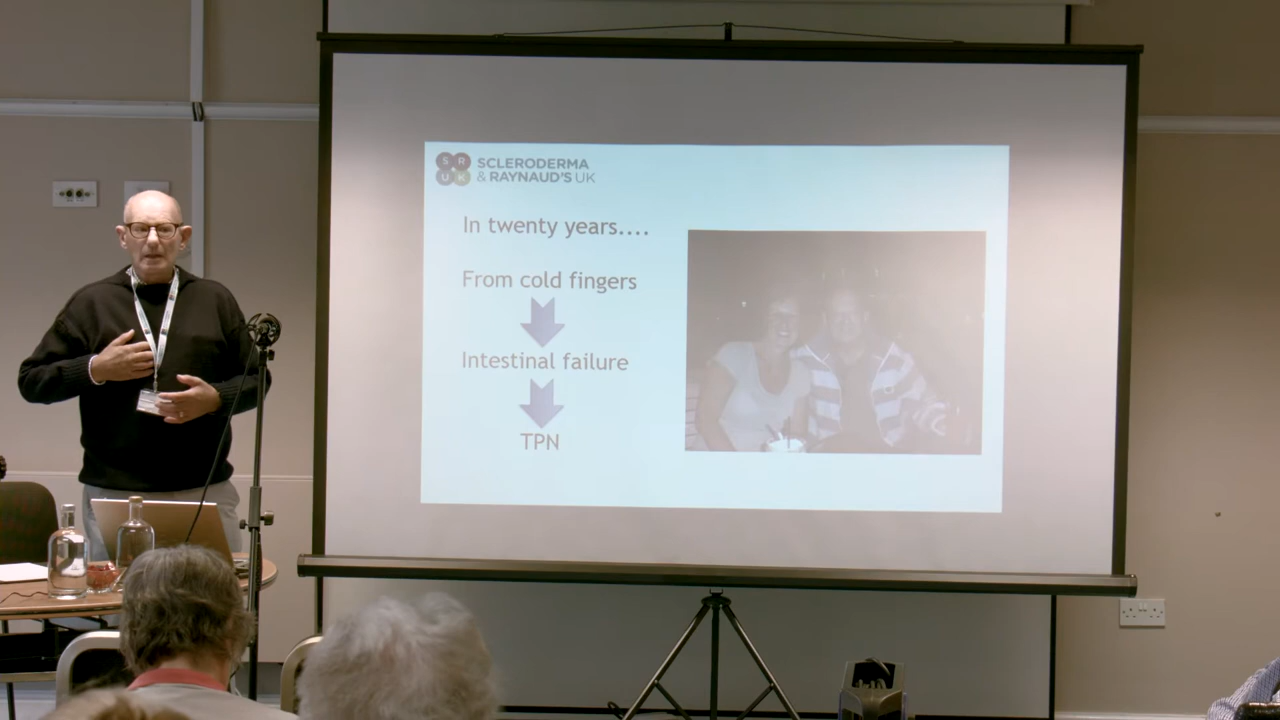 S R
U K
SCLERODERMA
& RAYNAUD'S UK
In twenty years....
From cold fingers
Intestinal failure
TPN